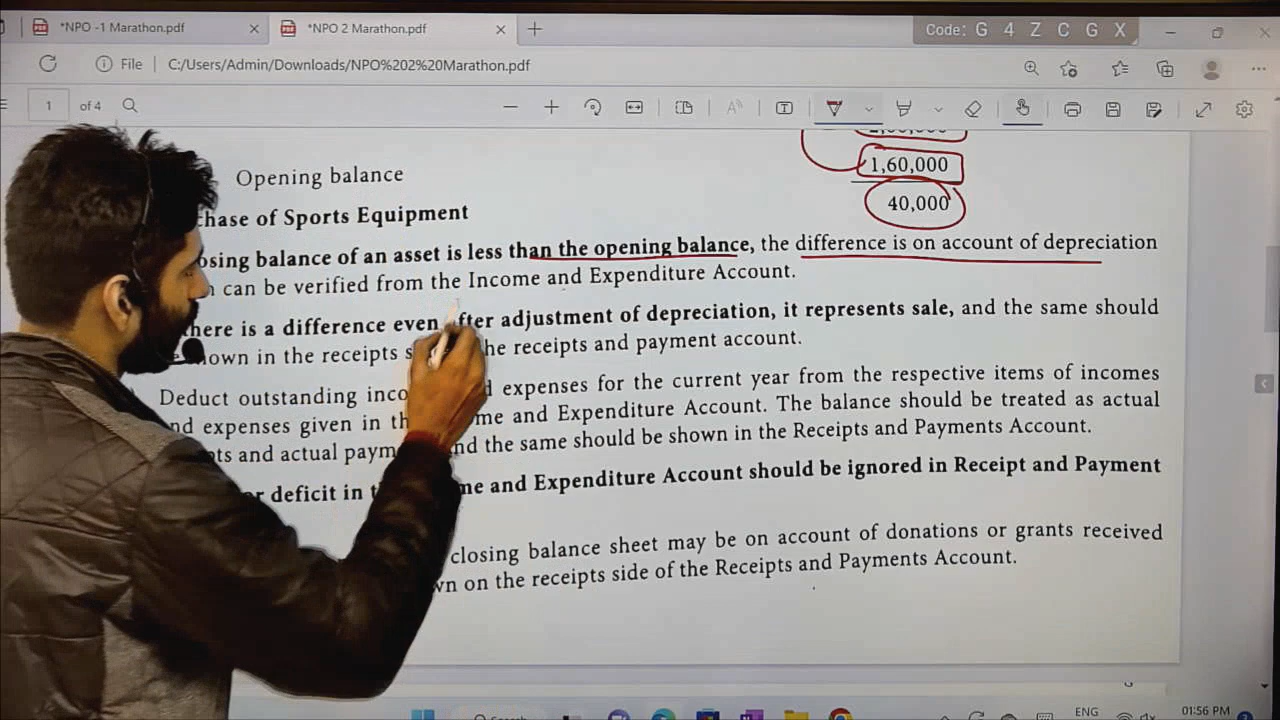 *NPO -1 Marathon.pdf
*NPO 2 Marathon.pdf
Code: G 4 Z C G X
File
C:/Users/Admin/Downloads/NPO%202%20Marathon.pdf
1 of 4
1,60,000
Opening balance
40,000
chase of Sports Equipment
osing balance of an asset is less than the opening balance, the difference is on account of depreciation
can be verified from the Income and Expenditure Account.
there is a difference even after adjustment of depreciation, it represents sale, and the same should
shown in the receipts the receipts and payment account.
Deduct outstanding inco expenses for the current year from the respective items of incomes
nd expenses given in th me and Expenditure Account. The balance should be treated as actual
pts and actual paym nd the same should be shown in the Receipts and Payments Account.
or deficit in t me and Expenditure Account should be ignored in Receipt and Payment
closing balance sheet may be on account of donations or grants received
wn on the receipts side of the Receipts and Payments Account.
ENG
01:56 PM